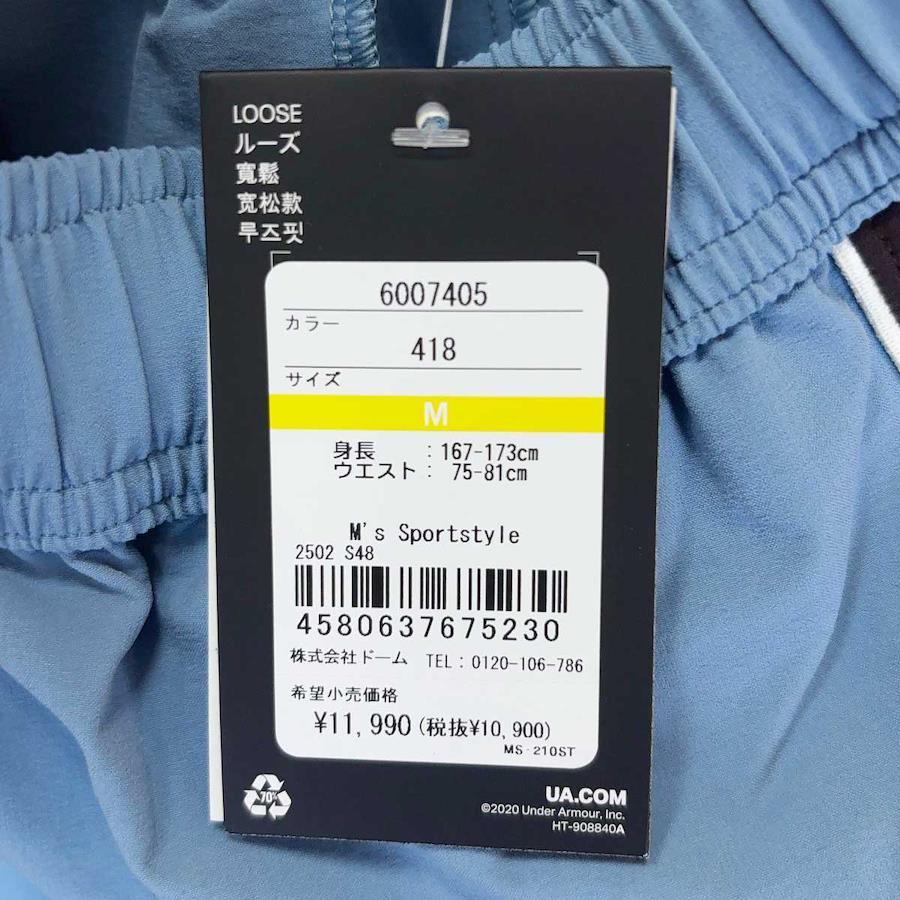 LOOSE
ルーズ
寬鬆
宽松款
루즈핏
6007405
カラー
418
サイズ
M
身長 : 167-173cm
ウエスト : 75-81cm
M's Sportstyle
2502 S48
4580637675230
株式会社ドーム TEL : 0120-106-786
希望小売価格
¥11,990 (税抜¥10,900)
MS-210ST
70%
UA.COM
©2020 Under Armour, Inc.
HT-908840A